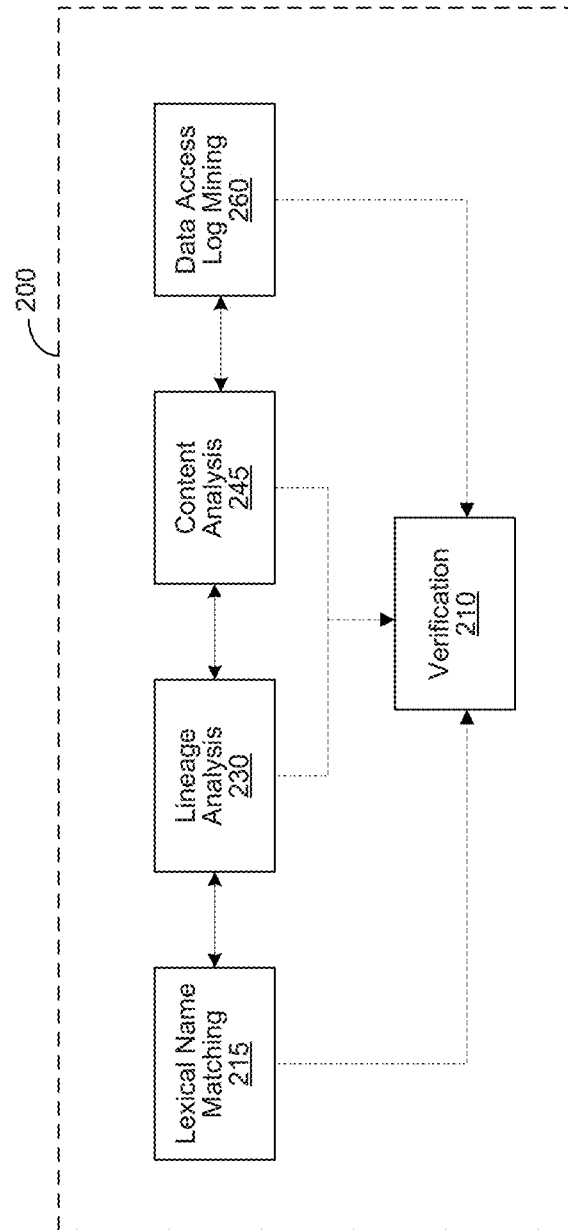 200
Lexical Name
Matching
215
Lineage
Analysis
230
Content
Analysis
245
Data Access
Log Mining
260
Verification
210